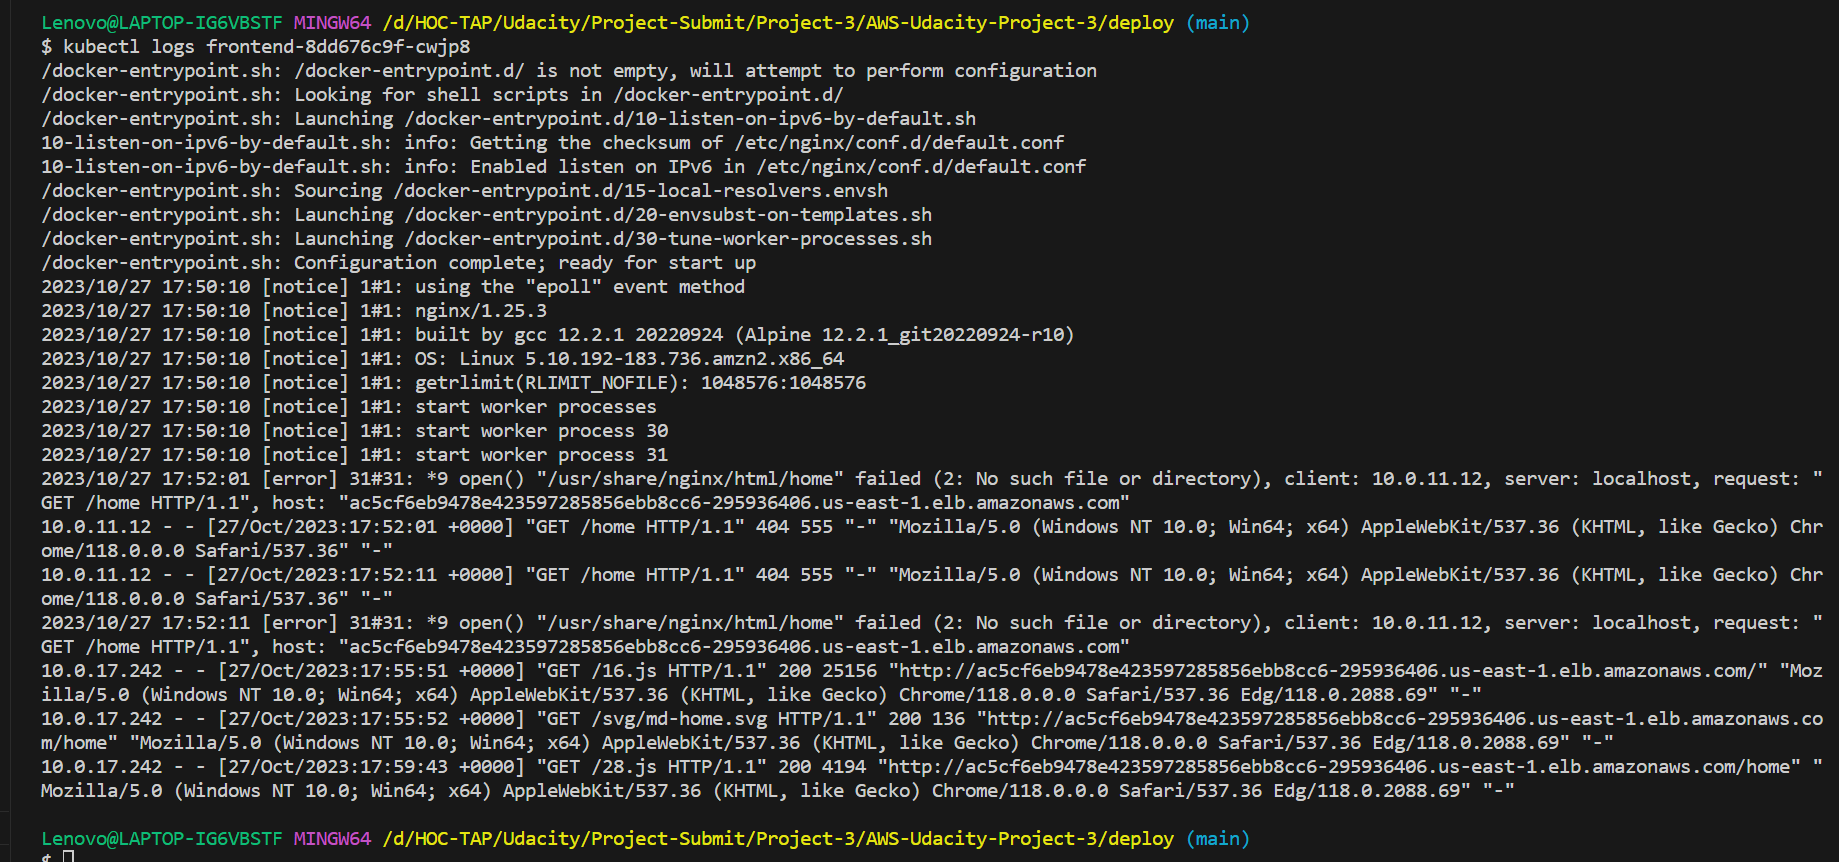 Lenovo@LAPTOP-IG6VBSTF MINGW64 /d/HOC-TAP/Udacity/Project-Submit/Project-3/AWS-Udacity-Project-3/deploy (main)
$ kubectl logs frontend-8dd676c9f-cwjp8
/docker-entrypoint.sh: /docker-entrypoint.d/ is not empty, will attempt to perform configuration
/docker-entrypoint.sh: Looking for shell scripts in /docker-entrypoint.d/
/docker-entrypoint.sh: Launching /docker-entrypoint.d/10-listen-on-ipv6-by-default.sh
10-listen-on-ipv6-by-default.sh: info: Getting the checksum of /etc/nginx/conf.d/default.conf
10-listen-on-ipv6-by-default.sh: info: Enabled listen on IPv6 in /etc/nginx/conf.d/default.conf
/docker-entrypoint.sh: Sourcing /docker-entrypoint.d/15-local-resolvers.envsh
/docker-entrypoint.sh: Launching /docker-entrypoint.d/20-envsubst-on-templates.sh
/docker-entrypoint.sh: Launching /docker-entrypoint.d/30-tune-worker-processes.sh
/docker-entrypoint.sh: Configuration complete; ready for start up
2023/10/27 17:50:10 [notice] 1#1: using the "epoll" event method
2023/10/27 17:50:10 [notice] 1#1: nginx/1.25.3
2023/10/27 17:50:10 [notice] 1#1: built by gcc 12.2.1 20220924 (Alpine 12.2.1_git20220924-r10)
2023/10/27 17:50:10 [notice] 1#1: OS: Linux 5.10.192-183.736.amzn2.x86_64
2023/10/27 17:50:10 [notice] 1#1: getrlimit(RLIMIT_NOFILE): 1048576:1048576
2023/10/27 17:50:10 [notice] 1#1: start worker processes
2023/10/27 17:50:10 [notice] 1#1: start worker process 30
2023/10/27 17:50:10 [notice] 1#1: start worker process 31
2023/10/27 17:52:01 [error] 31#31: *9 open() "/usr/share/nginx/html/home" failed (2: No such file or directory), client: 10.0.11.12, server: localhost, request: "
GET /home HTTP/1.1", host: "ac5cf6eb9478e423597285856ebb8cc6-295936406.us-east-1.elb.amazonaws.com"
10.0.11.12 - - [27/Oct/2023:17:52:01 +0000] "GET /home HTTP/1.1" 404 555 "-" "Mozilla/5.0 (Windows NT 10.0; Win64; x64) AppleWebKit/537.36 (KHTML, like Gecko) Chr
ome/118.0.0.0 Safari/537.36" "-"
10.0.11.12 - - [27/Oct/2023:17:52:11 +0000] "GET /home HTTP/1.1" 404 555 "-" "Mozilla/5.0 (Windows NT 10.0; Win64; x64) AppleWebKit/537.36 (KHTML, like Gecko) Chr
ome/118.0.0.0 Safari/537.36" "-"
2023/10/27 17:52:11 [error] 31#31: *9 open() "/usr/share/nginx/html/home" failed (2: No such file or directory), client: 10.0.11.12, server: localhost, request: "
GET /home HTTP/1.1", host: "ac5cf6eb9478e423597285856ebb8cc6-295936406.us-east-1.elb.amazonaws.com"
10.0.17.242 - - [27/Oct/2023:17:55:51 +0000] "GET /16.js HTTP/1.1" 200 25156 "http://ac5cf6eb9478e423597285856ebb8cc6-295936406.us-east-1.elb.amazonaws.com/" "Moz
illa/5.0 (Windows NT 10.0; Win64; x64) AppleWebKit/537.36 (KHTML, like Gecko) Chrome/118.0.0.0 Safari/537.36 Edg/118.0.2088.69" "-"
10.0.17.242 - - [27/Oct/2023:17:55:52 +0000] "GET /svg/md-home.svg HTTP/1.1" 200 136 "http://ac5cf6eb9478e423597285856ebb8cc6-295936406.us-east-1.elb.amazonaws.co
m/home" "Mozilla/5.0 (Windows NT 10.0; Win64; x64) AppleWebKit/537.36 (KHTML, like Gecko) Chrome/118.0.0.0 Safari/537.36 Edg/118.0.2088.69" "-"
10.0.17.242 - - [27/Oct/2023:17:59:43 +0000] "GET /28.js HTTP/1.1" 200 4194 "http://ac5cf6eb9478e423597285856ebb8cc6-295936406.us-east-1.elb.amazonaws.com/home" "
Mozilla/5.0 (Windows NT 10.0; Win64; x64) AppleWebKit/537.36 (KHTML, like Gecko) Chrome/118.0.0.0 Safari/537.36 Edg/118.0.2088.69" "-"
Lenovo@LAPTOP-IG6VBSTF MINGW64 /d/HOC-TAP/Udacity/Project-Submit/Project-3/AWS-Udacity-Project-3/deploy (main)
$